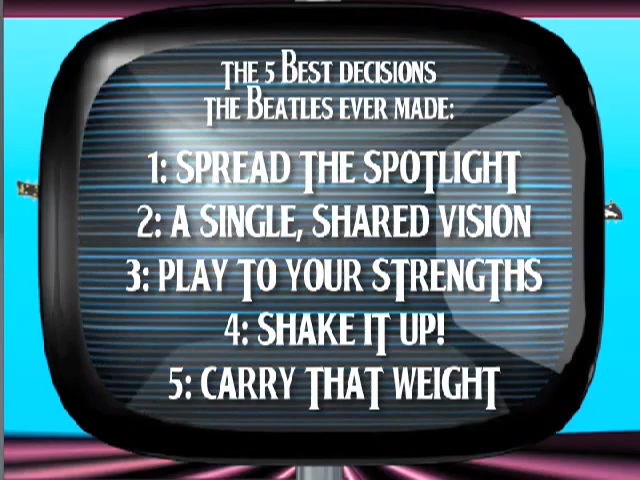 THE 5 BEST DECISIONS
THE BEATLES EVER MADE:
1: SPREAD THE SPOTLIGHT
2: A SINGLE, SHARED VISION
3: PLAY TO YOUR STRENGTHS
4: SHAKE IT UP!
5: CARRY THAT WEIGHT